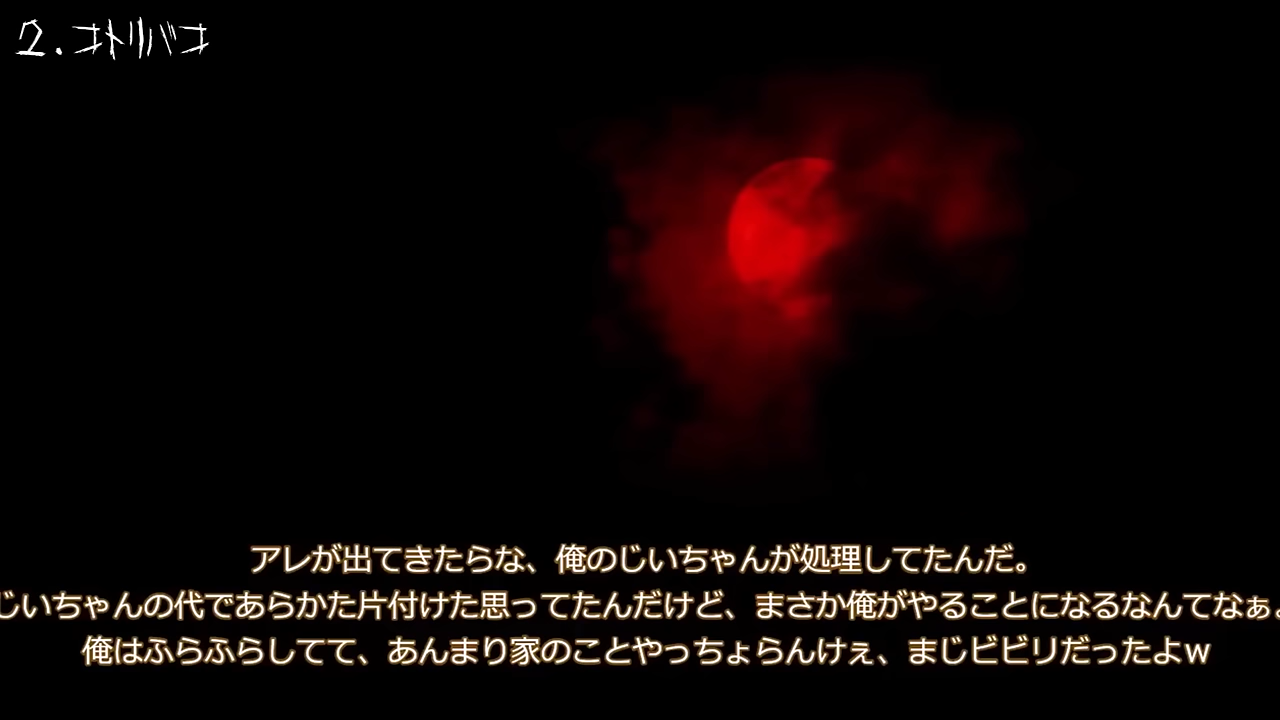 2.コトリバコ
アレが出てきたらな、俺のじいちゃんが処理してたんだ。
じいちゃんの代であらかた片付けた思ってたんだけど、まさか俺がやることになるなんてなぁ
俺はふらふらしてて、あんまり家のことやっちょらんけぇ、まじビビリだったよw